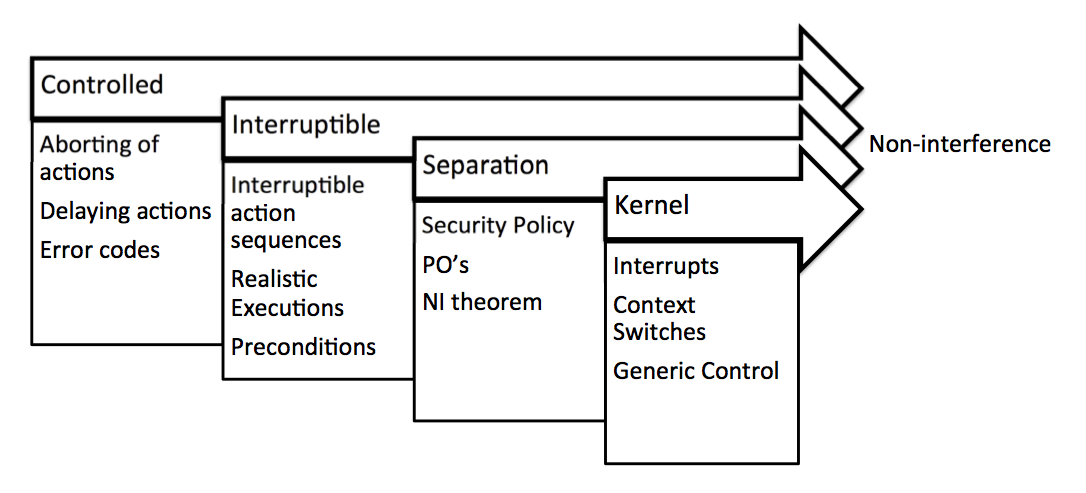 Controlled
Aborting of
actions
Delaying actions
Error codes
Interruptible
Interruptible
action
sequences
Realistic
Executions
Preconditions
Separation
Security Policy
PO's
NI theorem
Kernel
Interrupts
Context
Switches
Generic Control
Non-interference